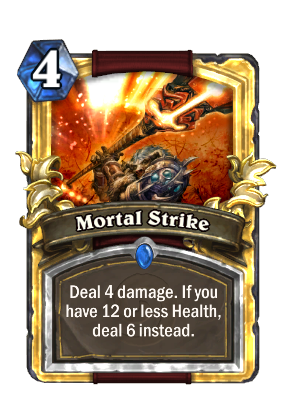 4
Mortal Strike
Deal 4 damage. If you
have 12 or less Health,
deal 6 instead.